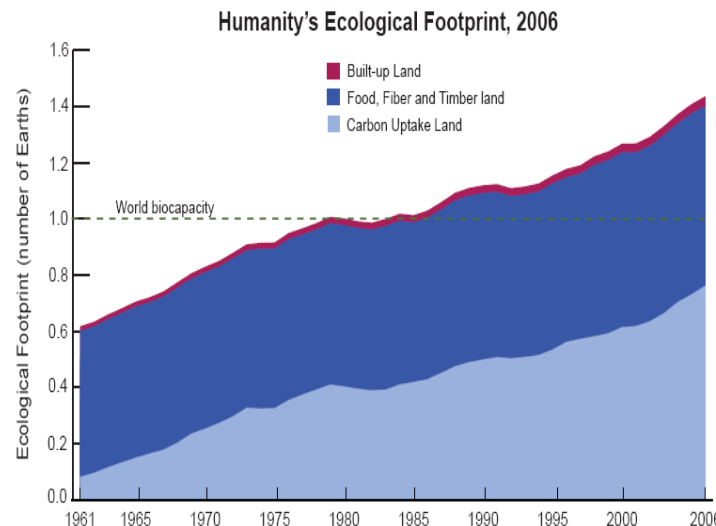 Humanity's Ecological Footprint, 2006
Ecological Footprint (number of Earths)
1.6
1.4
1.2
1.0
0.8
0.6
0.4
0.2
0.0
Built-up Land
Food, Fiber and Timber land
Carbon Uptake Land
World biocapacity
1961 1965 1970 1975 1980 1985 1990 1995 2000 2006